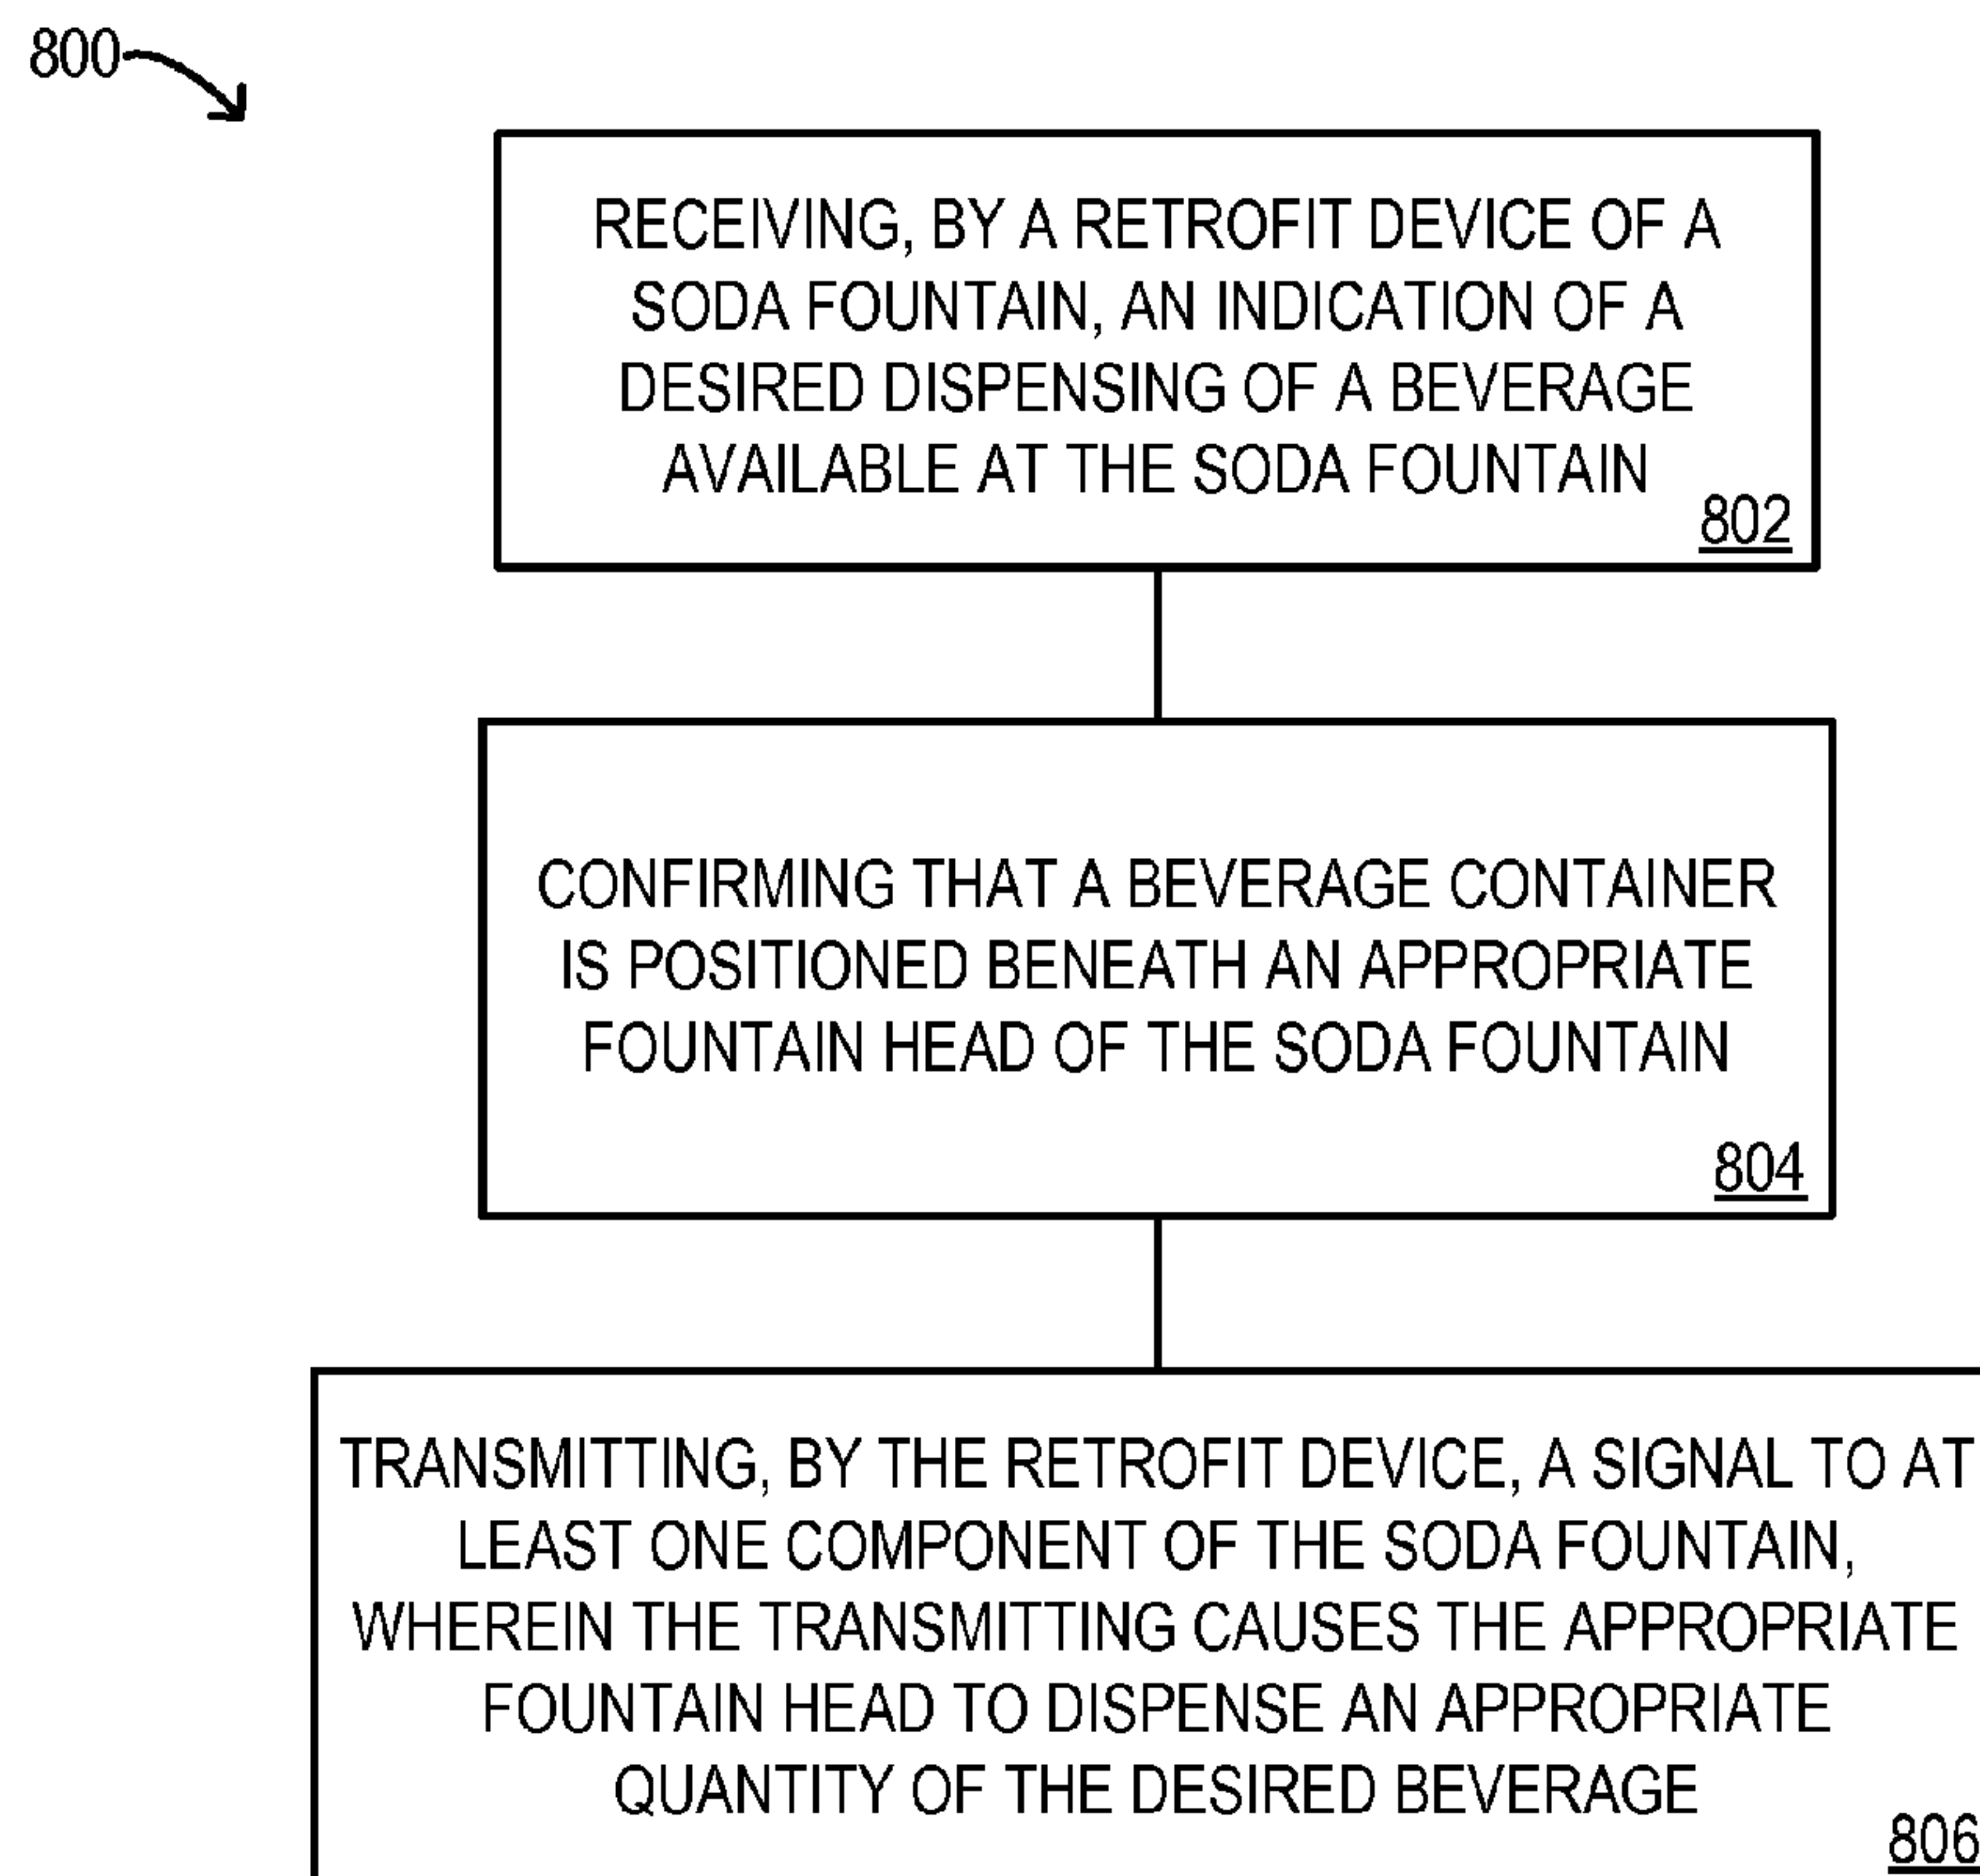 800
RECEIVING, BY A RETROFIT DEVICE OF A
SODA FOUNTAIN, AN INDICATION OF A
DESIRED DISPENSING OF A BEVERAGE
AVAILABLE AT THE SODA FOUNTAIN
802
CONFIRMING THAT A BEVERAGE CONTAINER
IS POSITIONED BENEATH AN APPROPRIATE
FOUNTAIN HEAD OF THE SODA FOUNTAIN
804
TRANSMITTING, BY THE RETROFIT DEVICE, A SIGNAL TO AT
LEAST ONE COMPONENT OF THE SODA FOUNTAIN,
WHEREIN THE TRANSMITTING CAUSES THE APPROPRIATE
FOUNTAIN HEAD TO DISPENSE AN APPROPRIATE
QUANTITY OF THE DESIRED BEVERAGE
806